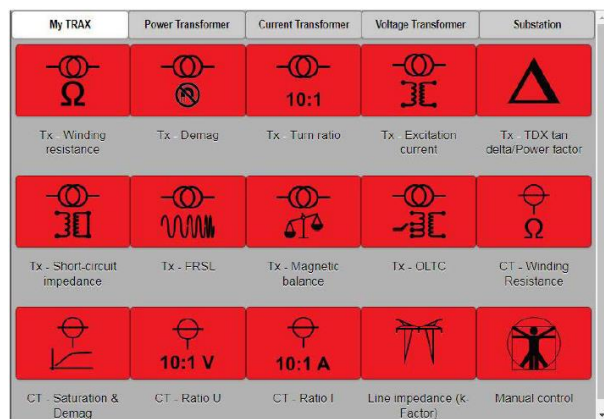 My TRAX
Power Transformer
Current Transformer
Voltage Transformer
Substation
Ω
10:1
Tx - Winding
resistance
Tx - Demag
Tx - Turn ratio
Tx - Excitation
current
Tx - TDX tan
delta/Power factor
Ω
Tx - Short-circuit
impedance
Tx - FRSL
Tx - Magnetic
balance
Tx - OLTC
CT - Winding
Resistance
10:1 V
10:1 A
CT - Saturation &
Demag
CT - Ratio U
CT - Ratio I
Line impedance (k-
Factor)
Manual control